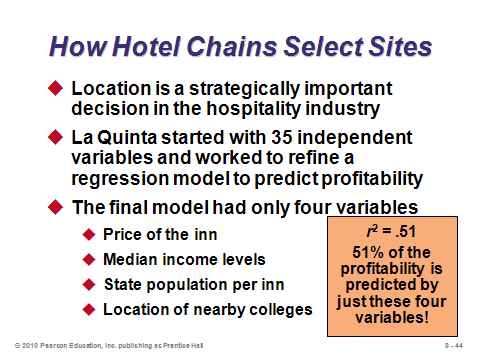 How Hotel Chains Select Sites
Location is a strategically important
decision in the hospitality industry
La Quinta started with 35 independent
variables and worked to refine a
regression model to predict profitability
The final model had only four variables
Price of the inn
Median income levels
State population per inn
Location of nearby colleges
r² = .51
51% of the
profitability is
predicted by
just these four
variables!
© 2010 Pearson Education, Inc. publishing as Prentice Hall
8 - 44